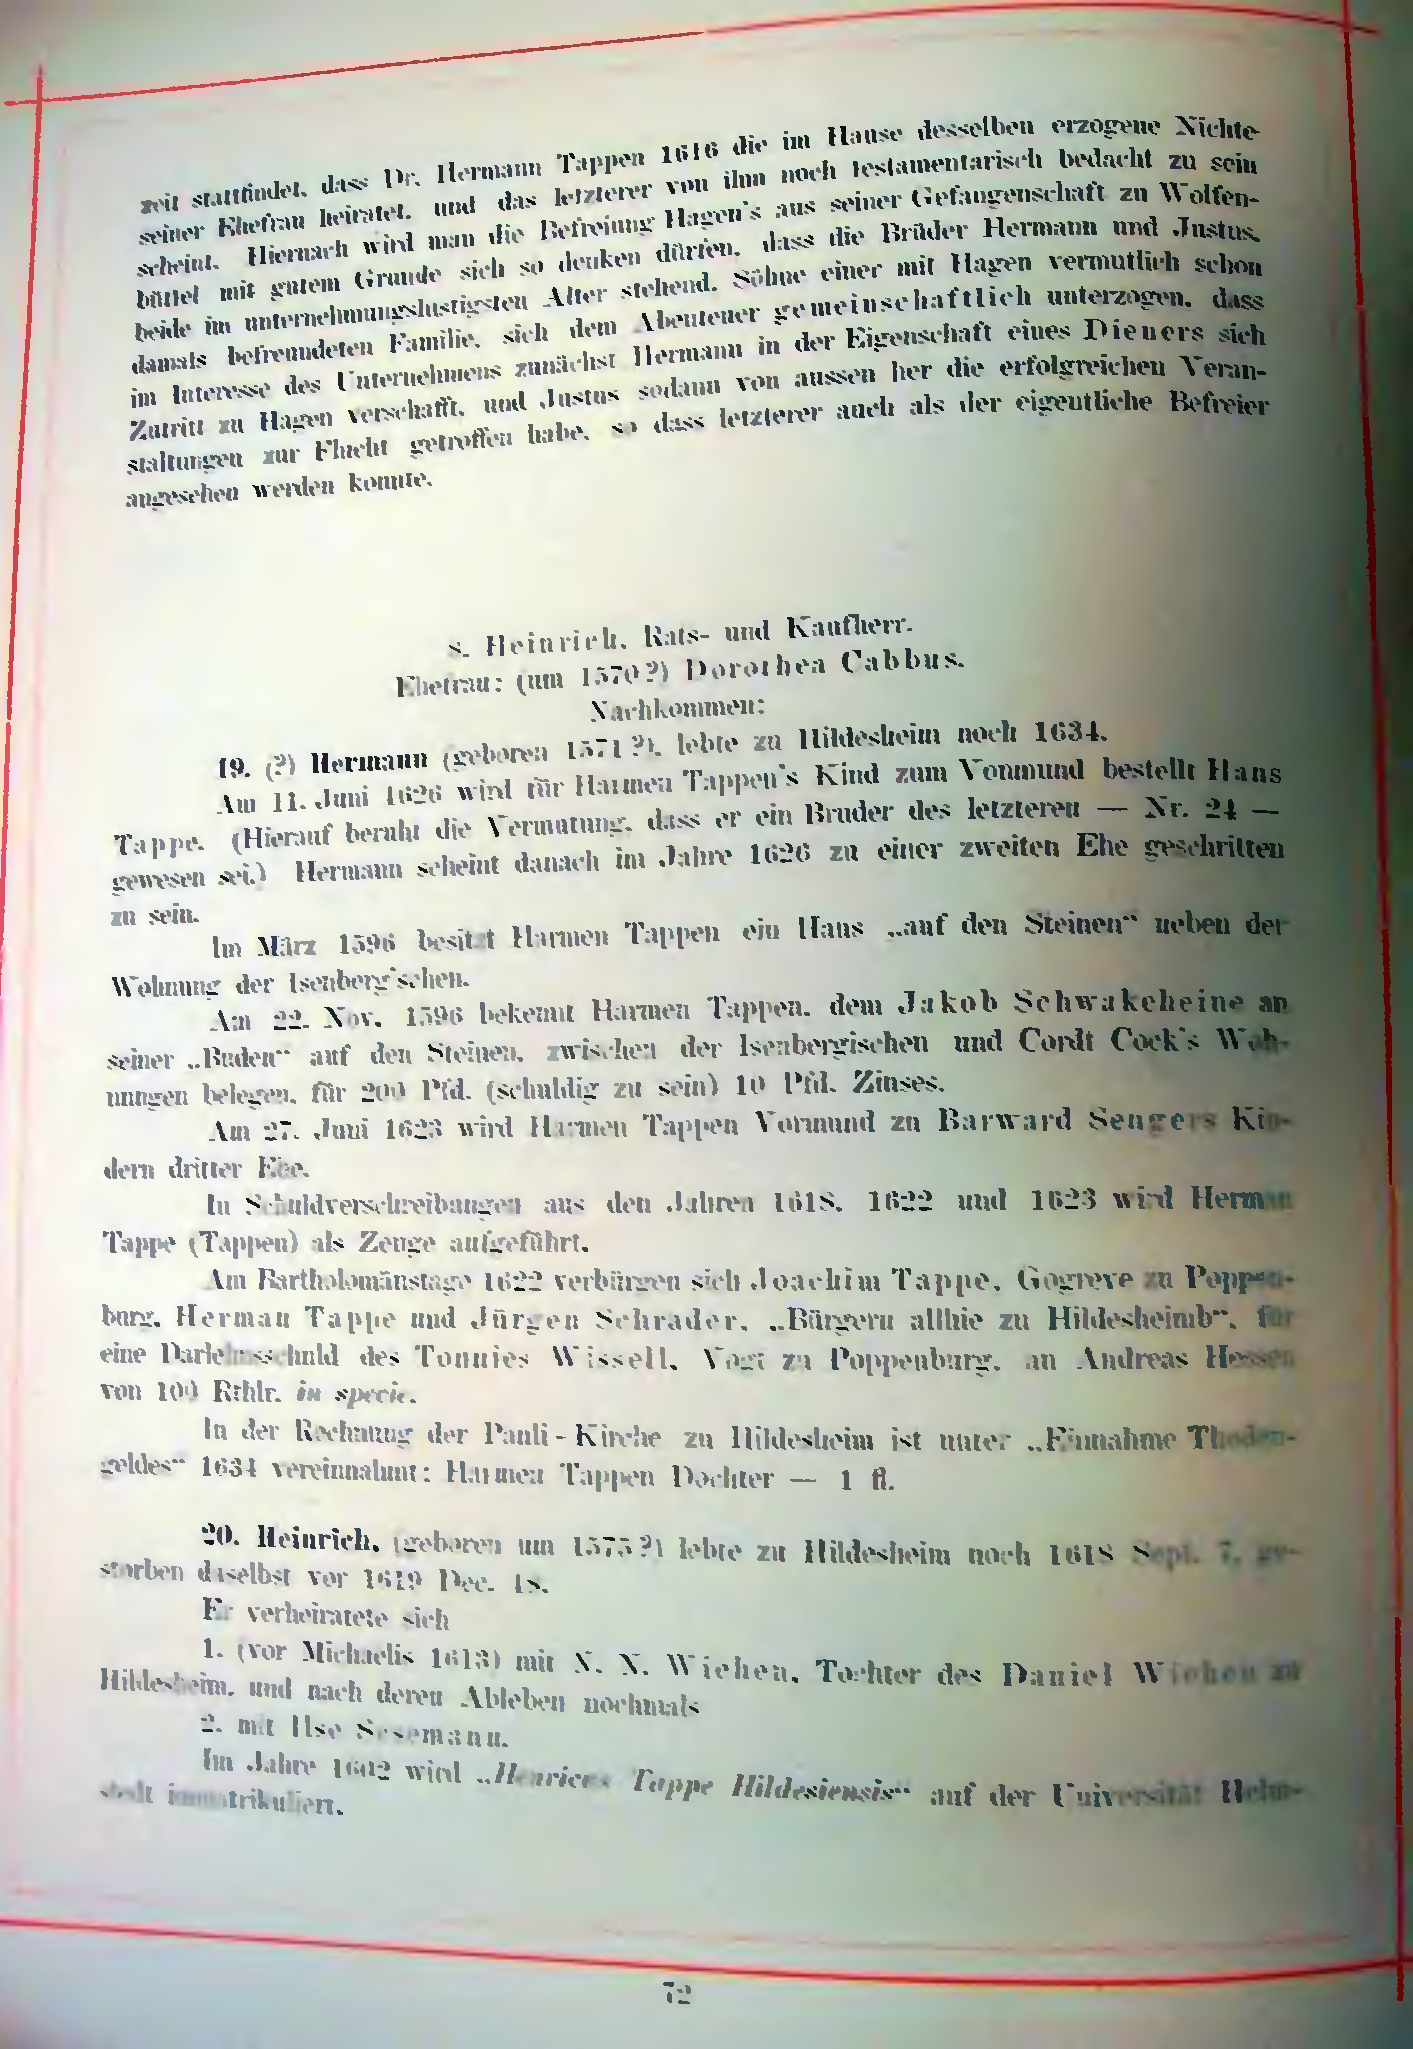 zeit stattfindet, dass Dr. Hermann Tappen 1616 die im Hause desselben erzogene Nichte
seiner Ehefrau heiratet, und das letzterer von ihm noch testamentarisch bedacht zu sein
scheint. Hiernach wird man die Befreiung Hagen's aus seiner Gefangenschaft zu Wolfen-
büttel mit gutem Grunde sich so denken dürfen, dass die Brüder Hermann und Justus,
beide im unternehmungslustigsten Alter stehend, Söhne einer mit Hagen vermutlich schon
damals befreundeten Familie, sich dem Abenteuer gemeinschaftlich unterzogen, dass
im Interesse des Unternehmens zunächst Hermann in der Eigenschaft eines Dieners sich
Zutritt zu Hagen verschafft, und Justus sodann von aussen her die erfolgreichen Veran-
staltungen zur Flucht getroffen habe, so dass letzterer auch als der eigentliche Befreier
angesehen werden konnte.
8. Heinrich, Rats- und Kaufherr.
Ehefrau: (um 1570?) Dorothea Cabbus.
Nachkommen:
19. (?) Hermann (geboren 1571?), lebte zu Hildesheim noch 1634.
Am 11. Juni 1626 wird für Harmen Tappen's Kind zum Vormund bestellt Hans
Tappe. (Hierauf beruht die Vermutung, dass er ein Bruder des letzteren — Nr. 24 —
gewesen sei.) Hermann scheint danach im Jahre 1626 zu einer zweiten Ehe geschritten
zu sein.
Im März 1596 besitzt Harmen Tappen ein Haus „auf den Steinen“ neben der
Wohnung der Isenberg'schen.
Am 22. Nov. 1596 bekennt Harmen Tappen, dem Jakob Schwakeheine an
seiner „Buden“ auf den Steinen, zwischen der Isenbergischen und Cordt Cock's Woh-
nungen belegen, für 200 Pfd. (schuldig zu sein) 10 Pfd. Zinses.
Am 27. Juni 1623 wird Harmen Tappen Vormund zu Barward Sengers Kin-
dern dritter Ehe.
In Schuldverschreibungen aus den Jahren 1618, 1622 und 1623 wird Herman
Tappe (Tappen) als Zeuge aufgeführt.
Am Bartholomäustage 1622 verbürgen sich Joachim Tappe, Gogreve zu Poppen-
burg, Herman Tappe und Jürgen Schrader, „Bürgern allhie zu Hildesheimb“, für
eine Darlehnsschuld des Tonnies Wissell, Vogt zu Poppenburg, an Andreas Hessen
von 100 Rthlr. in specie.
In der Rechnung der Pauli-Kirche zu Hildesheim ist unter „Einnahme Thoden-
geldes“ 1634 vereinnahmt: Harmen Tappen Dochter — 1 fl.
20. Heinrich, (geboren um 1575?) lebte zu Hildesheim noch 1618 Sept. 7, ge-
storben daselbst vor 1619 Dec. 18.
Er verheiratete sich
1. (vor Michaelis 1613) mit N. N. Wichen, Tochter des Daniel Wichen zu
Hildesheim, und nach deren Ableben nochmals
2. mit Ilse Sesemann.
Im Jahre 1602 wird „Henricus Tappe Hildesiensis“ auf der Universität Helm-
stedt immatrikuliert.
72